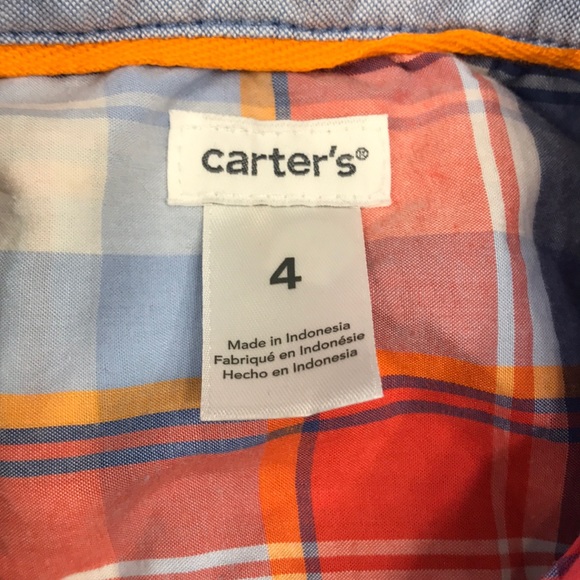 carter's®
4
Made in Indonesia
Fabriqué en Indonésie
Hecho en Indonesia